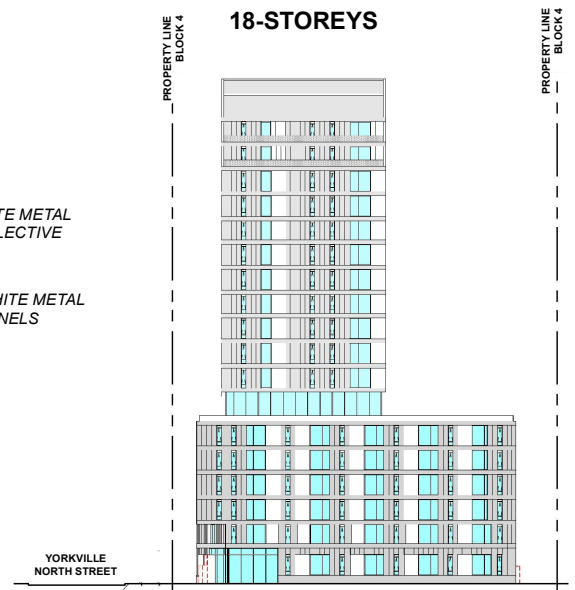 18-STOREYS
PROPERTY LINE
BLOCK 4
PROPERTY LINE
BLOCK 4
TE METAL
LECTIVE
HITE METAL
NELS
YORKVILLE
NORTH STREET